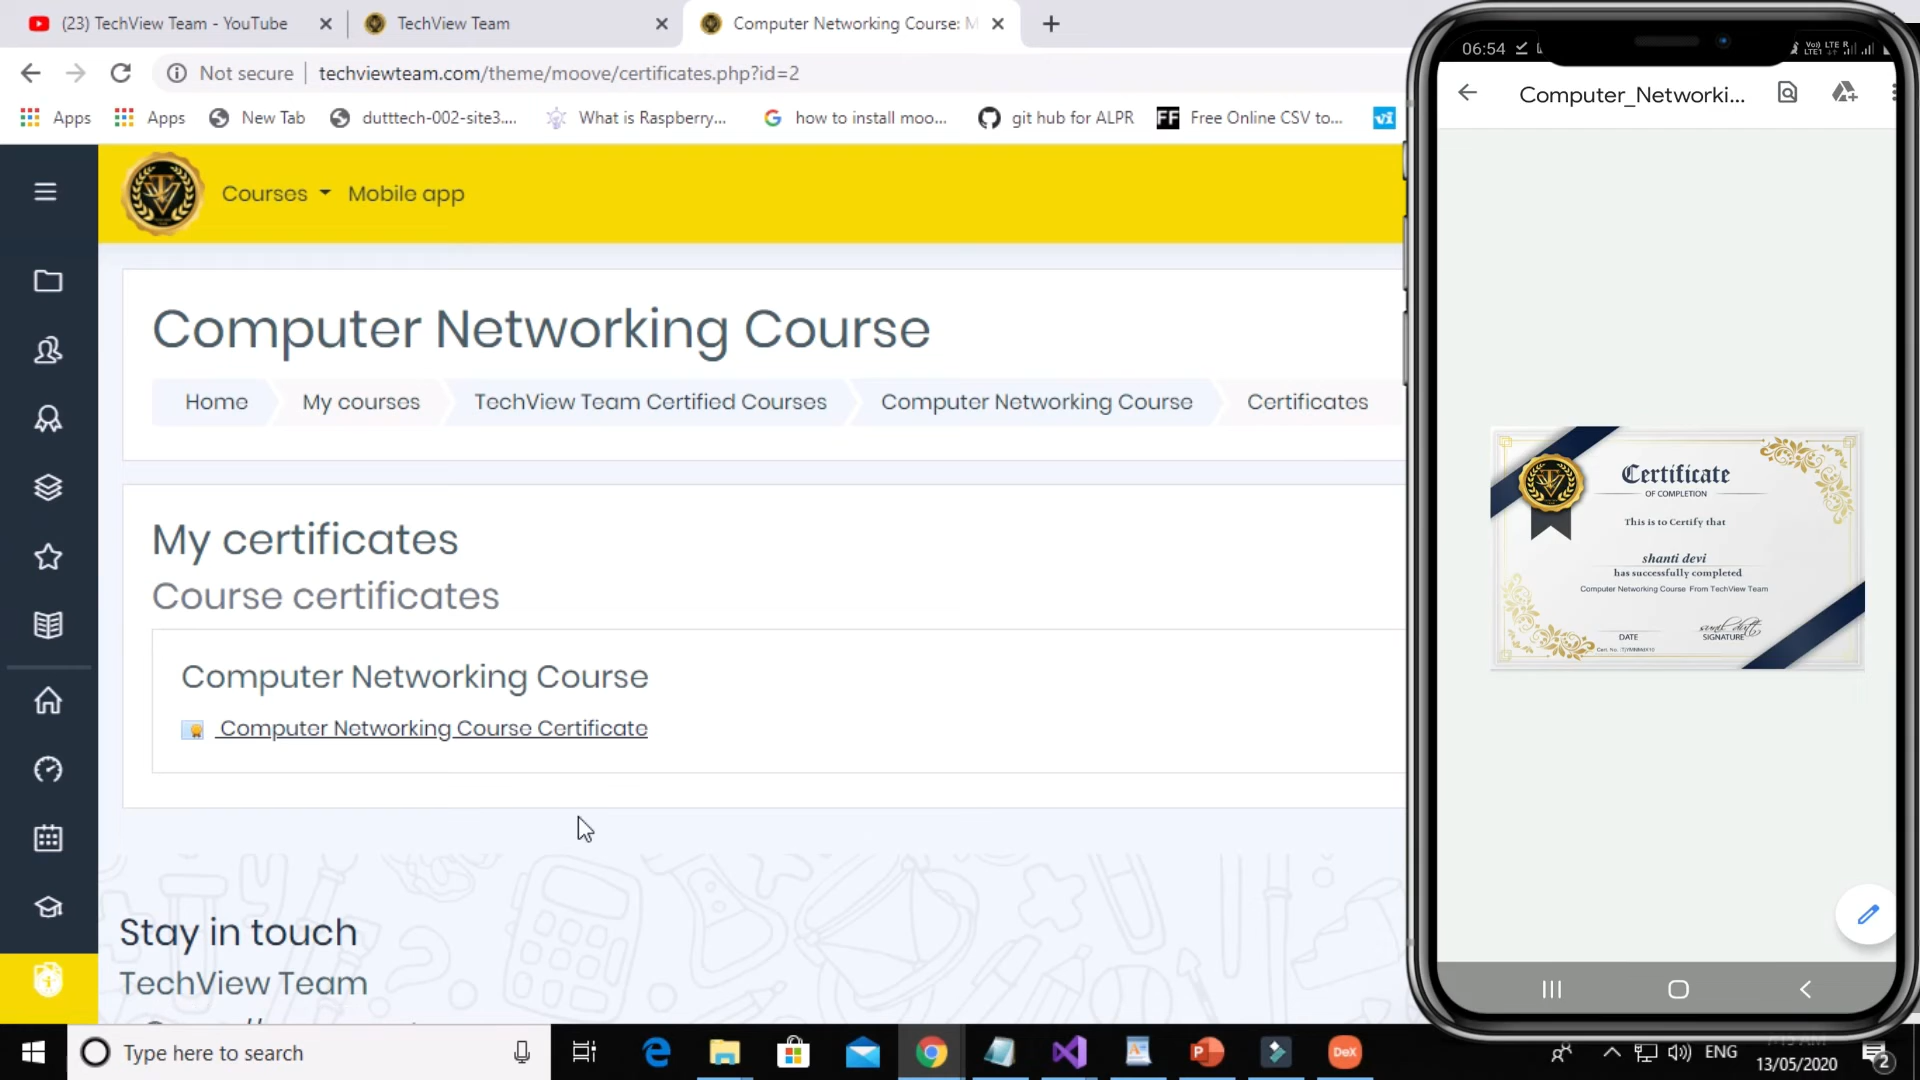 (23) TechView Team - YouTube
TechView Team
Computer Networking Course: M
Not secure
techviewteam.com/theme/moove/certificates.php?id=2
Apps
Apps
New Tab
dutttech-002-site3....
What is Raspberry...
how to install moo...
git hub for ALPR
FF
Free Online CSV to...
Courses
Mobile app
Computer Networking Course
Home
My courses
TechView Team Certified Courses
Computer Networking Course
Certificates
My certificates
Course certificates
Computer Networking Course
Computer Networking Course Certificate
Stay in touch
TechView Team
06:54
Computer_Networki...
Certificate
OF COMPLETION
This is to Certify that
shanti devi
has successfully completed
Computer Networking Course From TechView Team
sunil dutt
DATE
SIGNATURE
Type here to search
DeX
ENG
13/05/2020
2